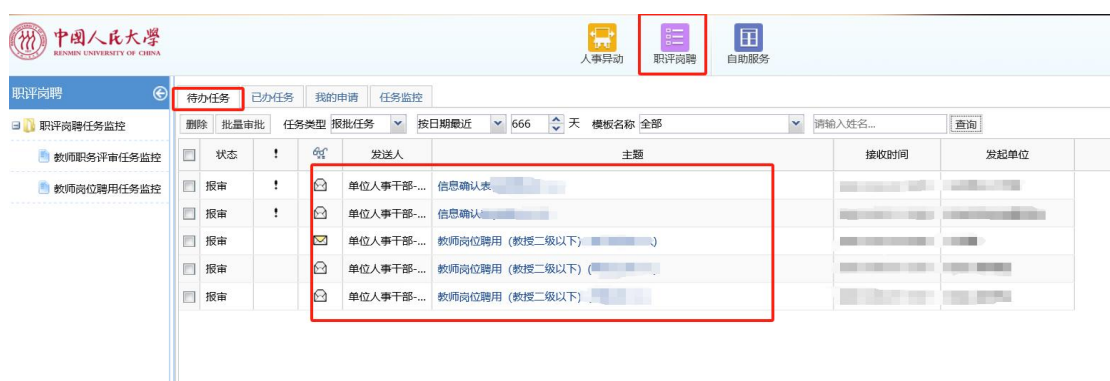 中国人民大學
RENMIN UNIVERSITY OF CHINA
人事异动 职评岗聘 自助服务
职评岗聘
待办任务 已办任务 我的申请 任务监控
职评岗聘任务监控
删除 批量审批 任务类型 报批任务 按日期最近 666 天 模板名称 全部 请输入姓名... 查询
教师职务评审任务监控
状态 ! 发送人 主题 接收时间 发起单位
教师岗位聘用任务监控
报审 ! 单位人事干部-... 信息确认表
报审 ! 单位人事干部-... 信息确认
报审 单位人事干部-... 教师岗位聘用（教授二级以下）
报审 单位人事干部-... 教师岗位聘用（教授二级以下）(
报审 单位人事干部-... 教师岗位聘用（教授二级以下）